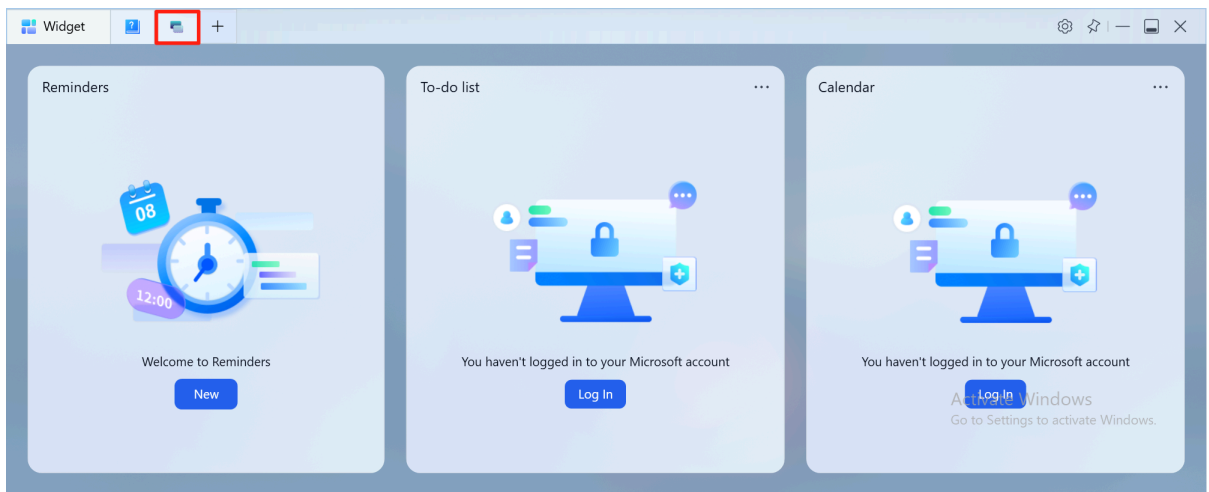 Widget
?
Reminders
08
12:00
Welcome to Reminders
New
To-do list
You haven't logged in to your Microsoft account
Log In
Calendar
You haven't logged in to your Microsoft account
Log In
Activate Windows
Go to Settings to activate Windows.